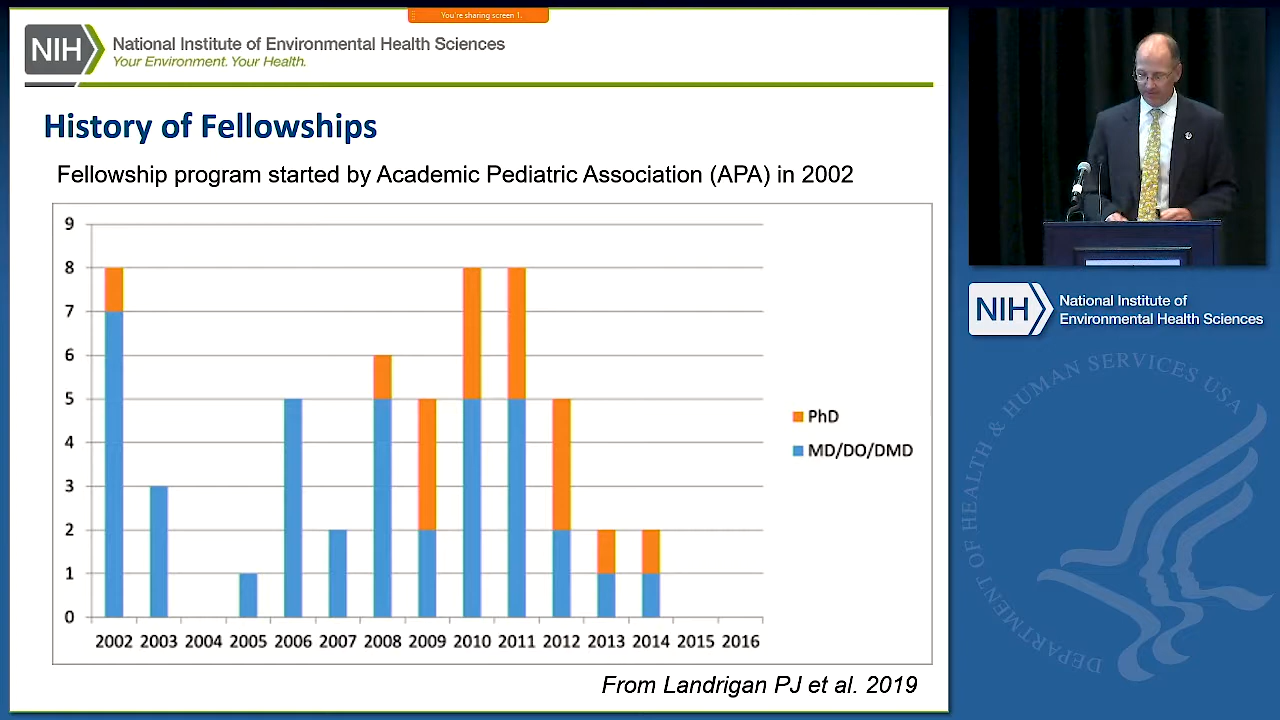 You're sharing screen 1.
NIH
National Institute of Environmental Health Sciences
Your Environment. Your Health.
History of Fellowships
Fellowship program started by Academic Pediatric Association (APA) in 2002
9
8
7
6
5
4
3
2
1
0
2002 2003 2004 2005 2006 2007 2008 2009 2010 2011 2012 2013 2014 2015 2016
PhD
MD/DO/DMD
From Landrigan PJ et al. 2019
NIH
National Institute of
Environmental Health Sciences
DEPARTMENT OF HEALTH & HUMAN SERVICES USA